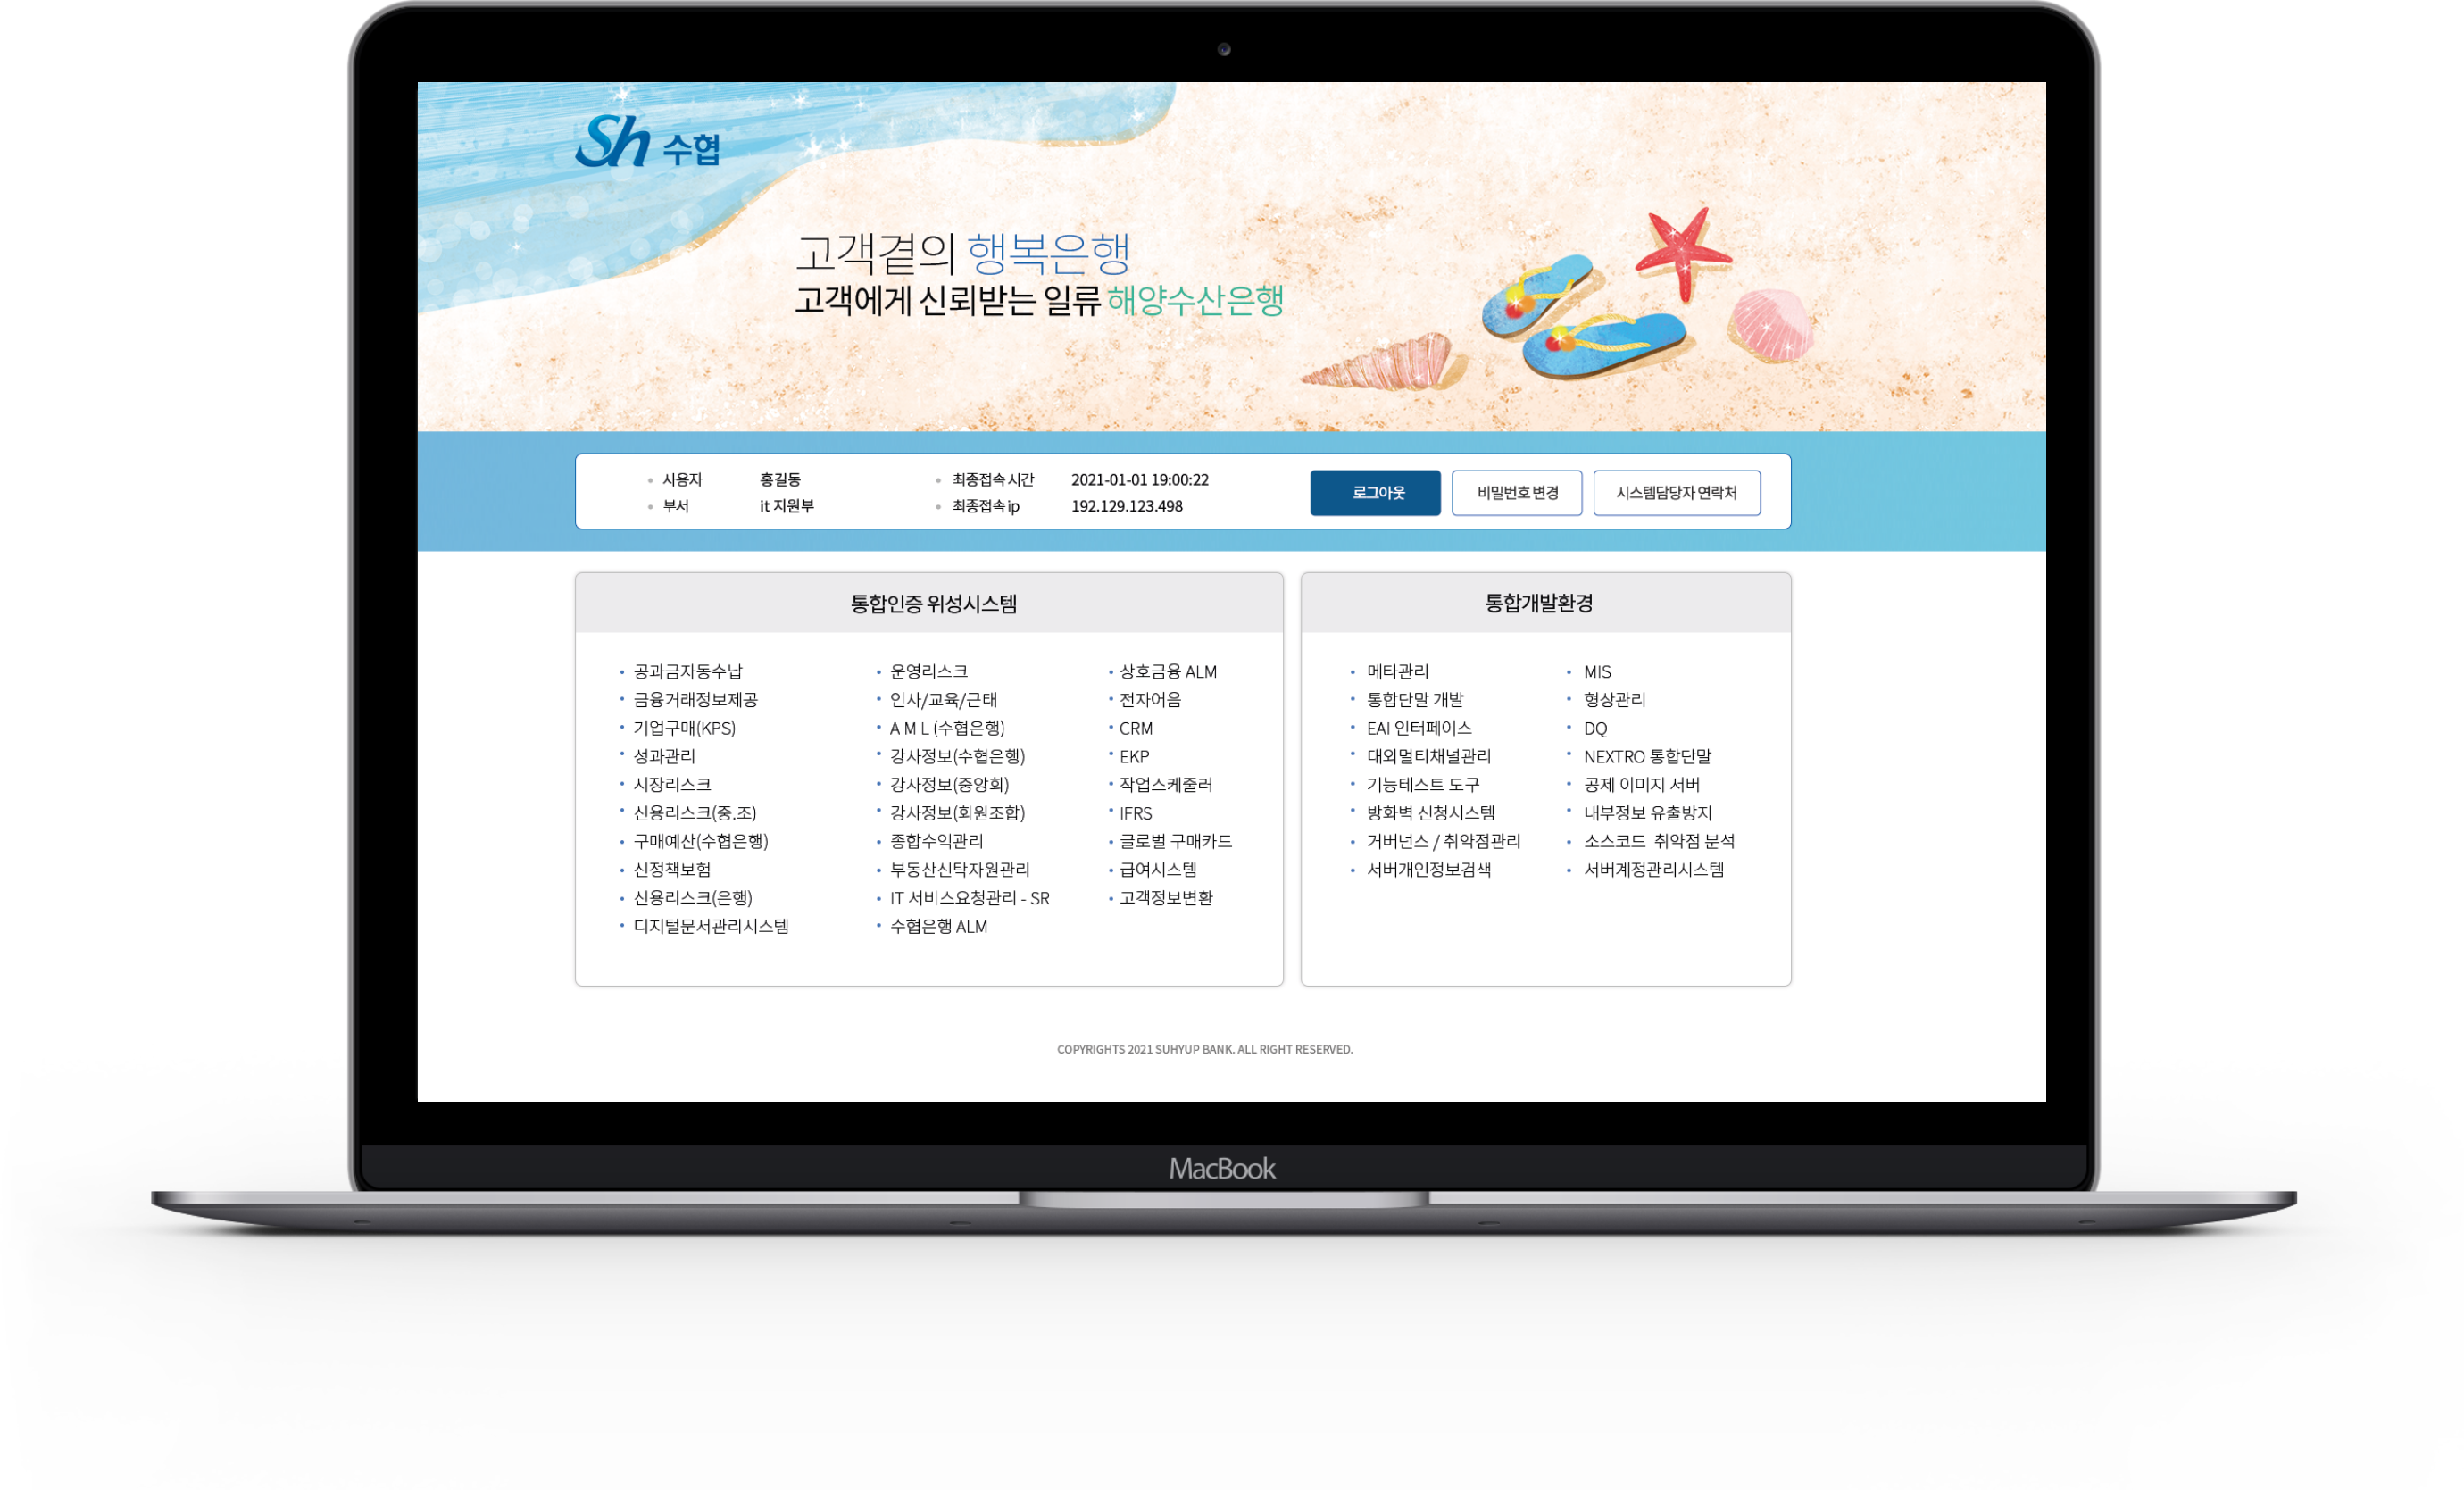 Sh 수협
고객곁의 행복은행
고객에게 신뢰받는 일류 해양수산은행
사용자 홍길동 최종접속 시간 2021-01-01 19:00:22
부서 it 지원부 최종접속 ip 192.129.123.498
로그아웃 비밀번호 변경 시스템담당자 연락처
통합인증 위성시스템
공과금자동수납
금융거래정보제공
기업구매(KPS)
성과관리
시장리스크
신용리스크(중.조)
구매예산(수협은행)
신정책보험
신용리스크(은행)
디지털문서관리시스템
운영리스크
인사/교육/근태
A M L (수협은행)
강사정보(수협은행)
강사정보(중앙회)
강사정보(회원조합)
종합수익관리
부동산신탁자원관리
IT 서비스요청관리 - SR
수협은행 ALM
상호금융 ALM
전자어음
CRM
EKP
작업스케줄러
IFRS
글로벌 구매카드
급여시스템
고객정보변환
통합개발환경
메타관리
통합단말 개발
EAI 인터페이스
대외멀티채널관리
기능테스트 도구
방화벽 신청시스템
거버넌스 / 취약점관리
서버개인정보검색
MIS
형상관리
DQ
NEXTRO 통합단말
공제 이미지 서버
내부정보 유출방지
소스코드 취약점 분석
서버계정관리시스템
COPYRIGHTS 2021 SUHYUP BANK. ALL RIGHT RESERVED.
MacBook